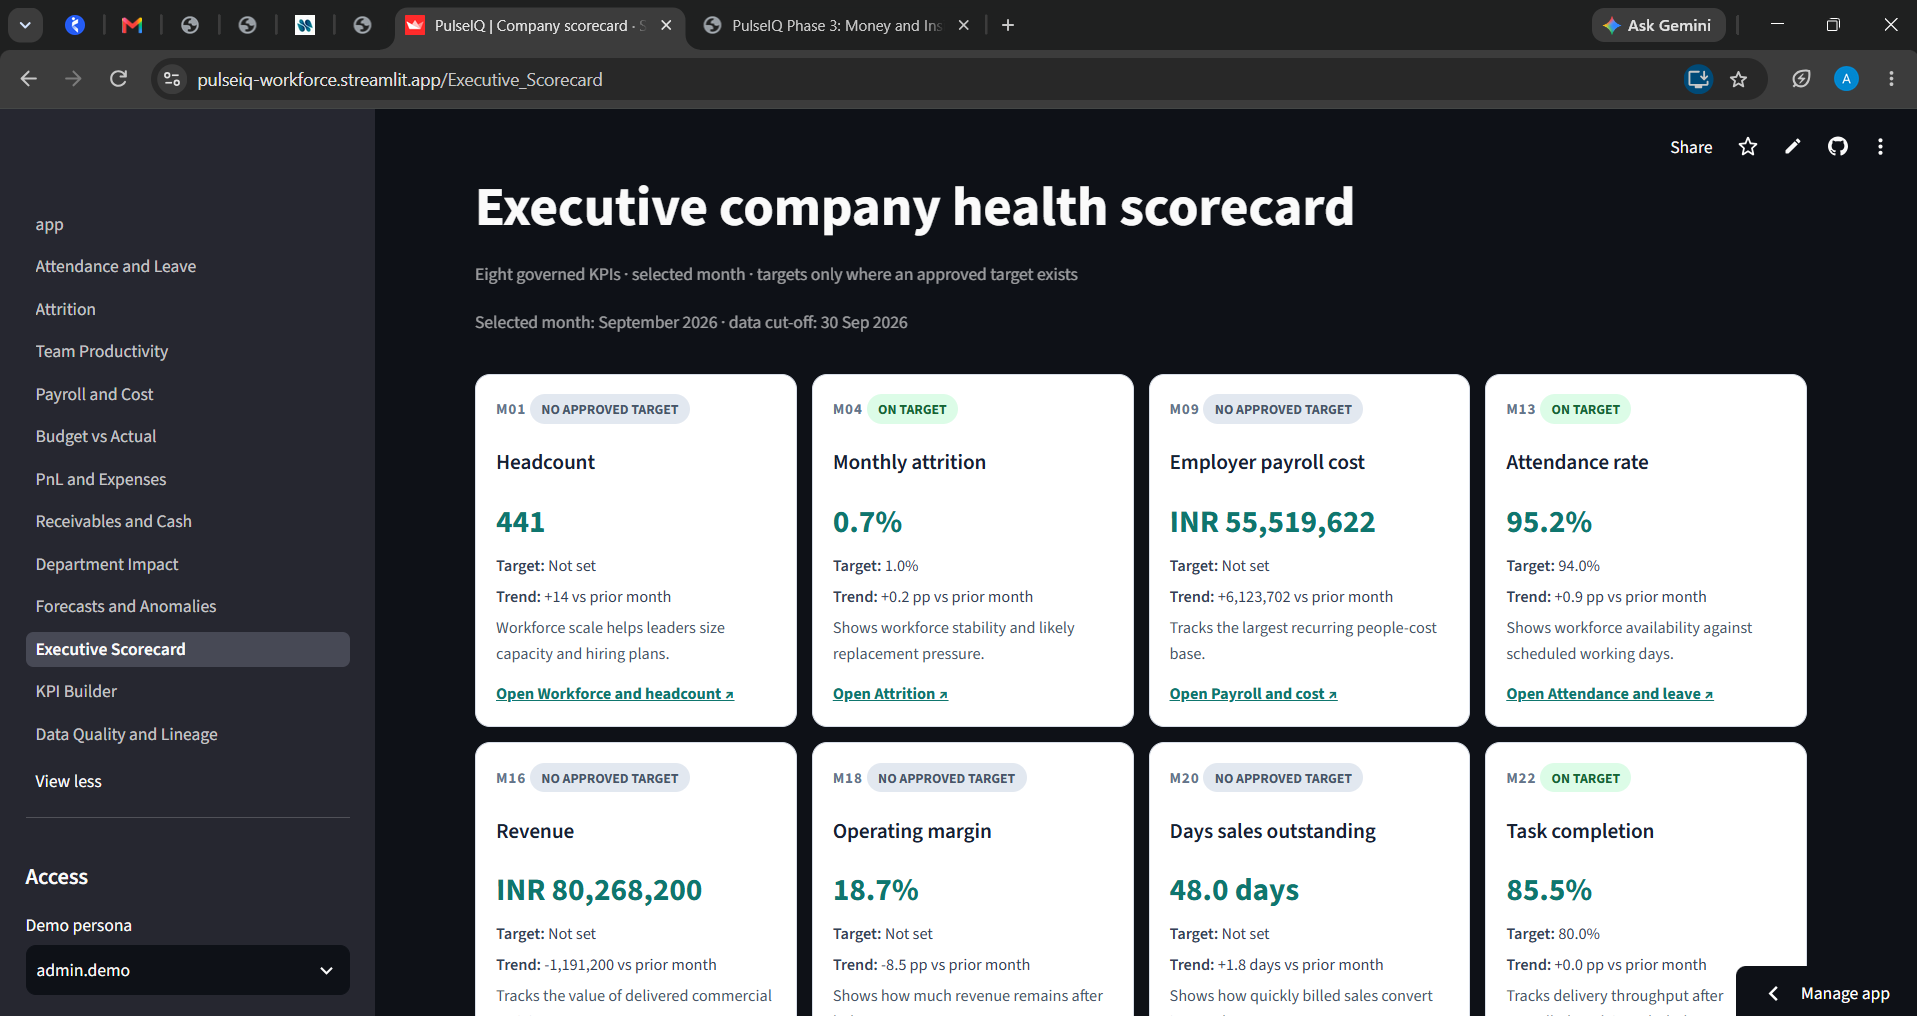 PulseIQ | Company scorecard ·
PulseIQ Phase 3: Money and Ins
Ask Gemini
pulseiq-workforce.streamlit.app/Executive_Scorecard
A
Share
app
Attendance and Leave
Attrition
Team Productivity
Payroll and Cost
Budget vs Actual
PnL and Expenses
Receivables and Cash
Department Impact
Forecasts and Anomalies
Executive Scorecard
KPI Builder
Data Quality and Lineage
View less
Access
Demo persona
admin.demo
Executive company health scorecard
Eight governed KPIs · selected month · targets only where an approved target exists
Selected month: September 2026 · data cut-off: 30 Sep 2026
M01 NO APPROVED TARGET
Headcount
441
Target: Not set
Trend: +14 vs prior month
Workforce scale helps leaders size
capacity and hiring plans.
Open Workforce and headcount ↗
M04 ON TARGET
Monthly attrition
0.7%
Target: 1.0%
Trend: +0.2 pp vs prior month
Shows workforce stability and likely
replacement pressure.
Open Attrition ↗
M09 NO APPROVED TARGET
Employer payroll cost
INR 55,519,622
Target: Not set
Trend: +6,123,702 vs prior month
Tracks the largest recurring people-cost
base.
Open Payroll and cost ↗
M13 ON TARGET
Attendance rate
95.2%
Target: 94.0%
Trend: +0.9 pp vs prior month
Shows workforce availability against
scheduled working days.
Open Attendance and leave ↗
M16 NO APPROVED TARGET
Revenue
INR 80,268,200
Target: Not set
Trend: -1,191,200 vs prior month
Tracks the value of delivered commercial
M18 NO APPROVED TARGET
Operating margin
18.7%
Target: Not set
Trend: -8.5 pp vs prior month
Shows how much revenue remains after
M20 NO APPROVED TARGET
Days sales outstanding
48.0 days
Target: Not set
Trend: +1.8 days vs prior month
Shows how quickly billed sales convert
M22 ON TARGET
Task completion
85.5%
Target: 80.0%
Trend: +0.0 pp vs prior month
Tracks delivery throughput after
Manage app